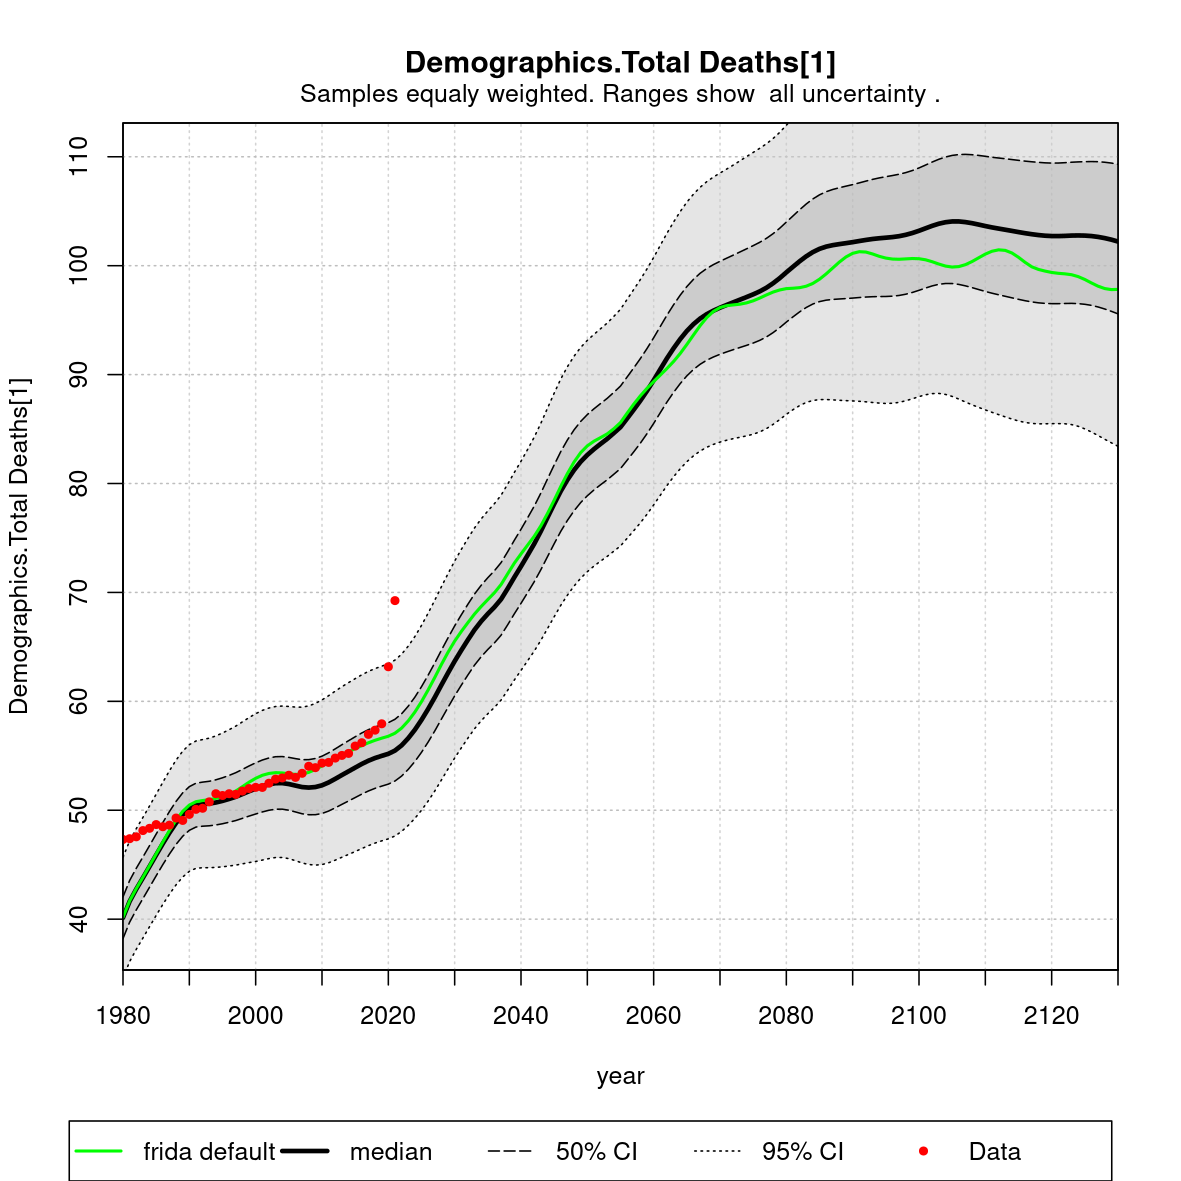 Demographics.Total Deaths[1]
Samples equaly weighted. Ranges show  all uncertainty .
Demographics.Total Deaths[1]
110
100
90
80
70
60
50
40
1980 2000 2020 2040 2060 2080 2100 2120
year
frida default median 50% CI 95% CI Data